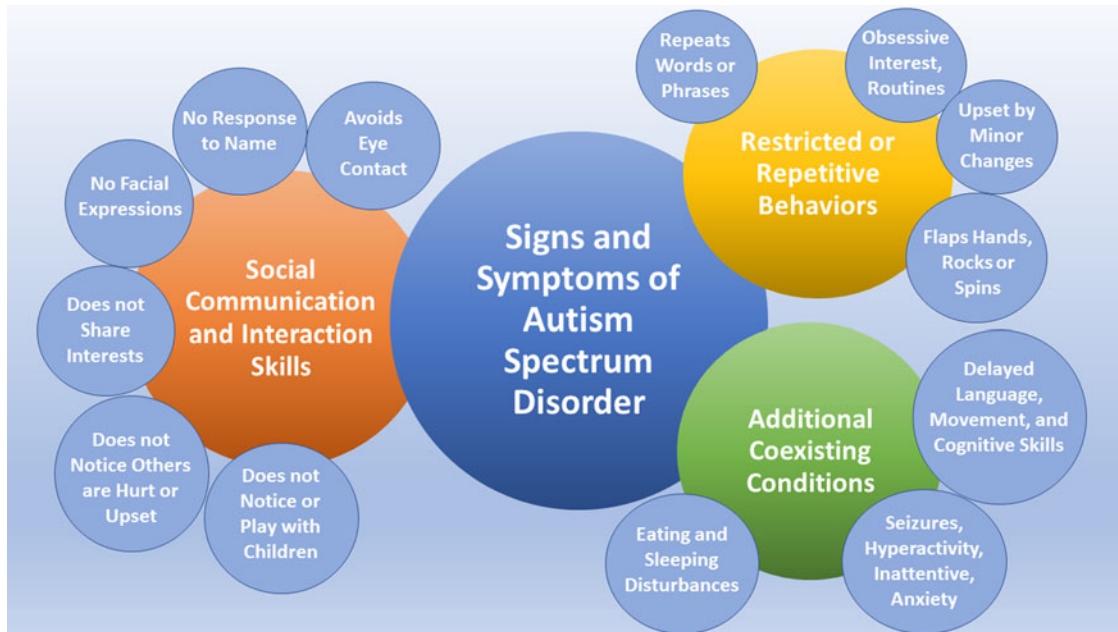 Signs and
Symptoms of
Autism
Spectrum
Disorder
Social
Communication
and Interaction
Skills
Avoids
Eye
Contact
No Response
to Name
No Facial
Expressions
Does not
Share
Interests
Does not
Notice Others
are Hurt or
Upset
Does not
Notice or
Play with
Children
Restricted or
Repetitive
Behaviors
Repeats
Words or
Phrases
Obsessive
Interest,
Routines
Upset by
Minor
Changes
Flaps Hands,
Rocks or
Spins
Additional
Coexisting
Conditions
Delayed
Language,
Movement, and
Cognitive Skills
Seizures,
Hyperactivity,
Inattentive,
Anxiety
Eating and
Sleeping
Disturbances